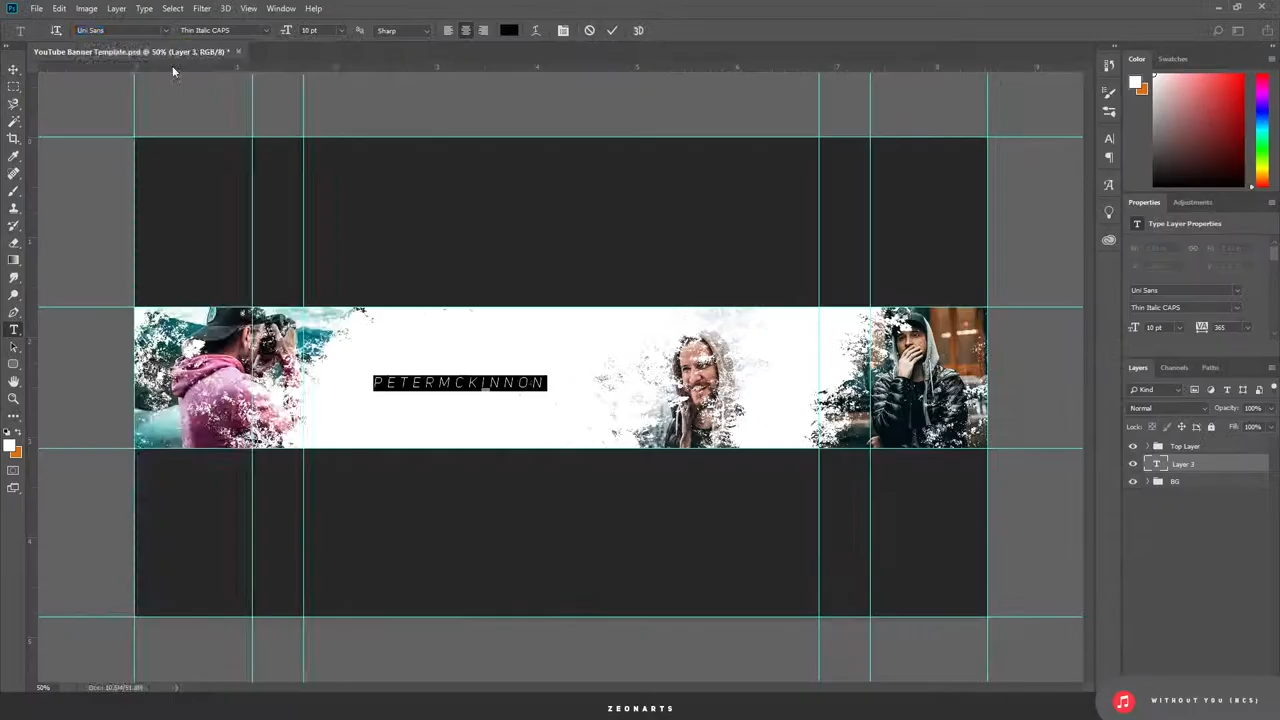 File Edit Image Layer Type Select Filter 3D View Window Help
Uni Sans Thin Italic CAPS 10 pt Sharp 3D
YouTube Banner Template.psd @ 50% (Layer 3, RGB/8) *
Color Swatches
Properties Adjustments
Type Layer Properties
Uni Sans
Thin Italic CAPS
10 pt 365
PETERMCKINNON
Layers Channels Paths
Kind
Normal Opacity: 100%
Lock: Fill: 100%
Top Layer
Layer 3
BG
50%
ZEONARTS
WITHOUT YOU (NCS)